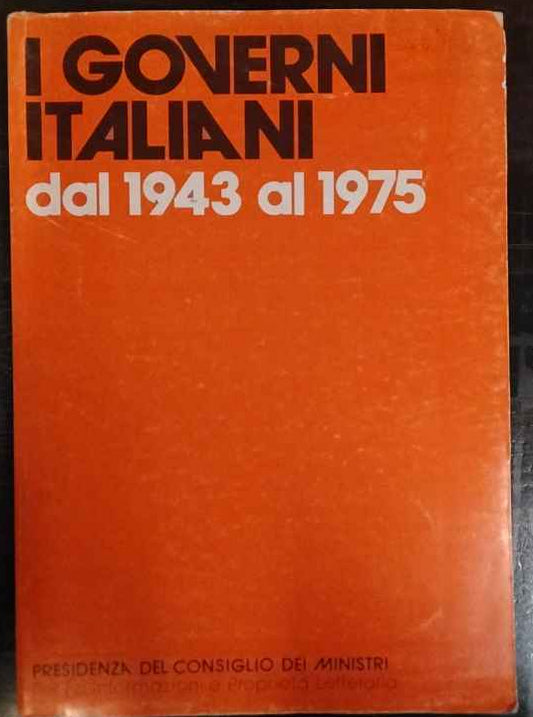 I GOVERNI
ITALIANI
dal 1943 al 1975
PRESIDENZA DEL CONSIGLIO DEI MINISTRI
Informazioni e Proprietà Letteraria